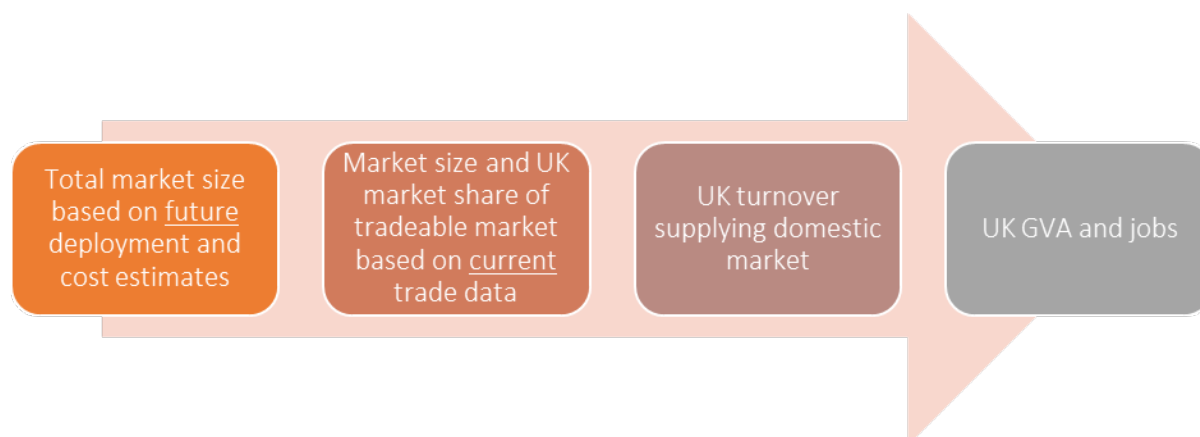 Total market size
based on future
deployment and
cost estimates
Market size and UK
market share of
tradeable market
based on current
trade data
UK turnover
supplying domestic
market
UK GVA and jobs